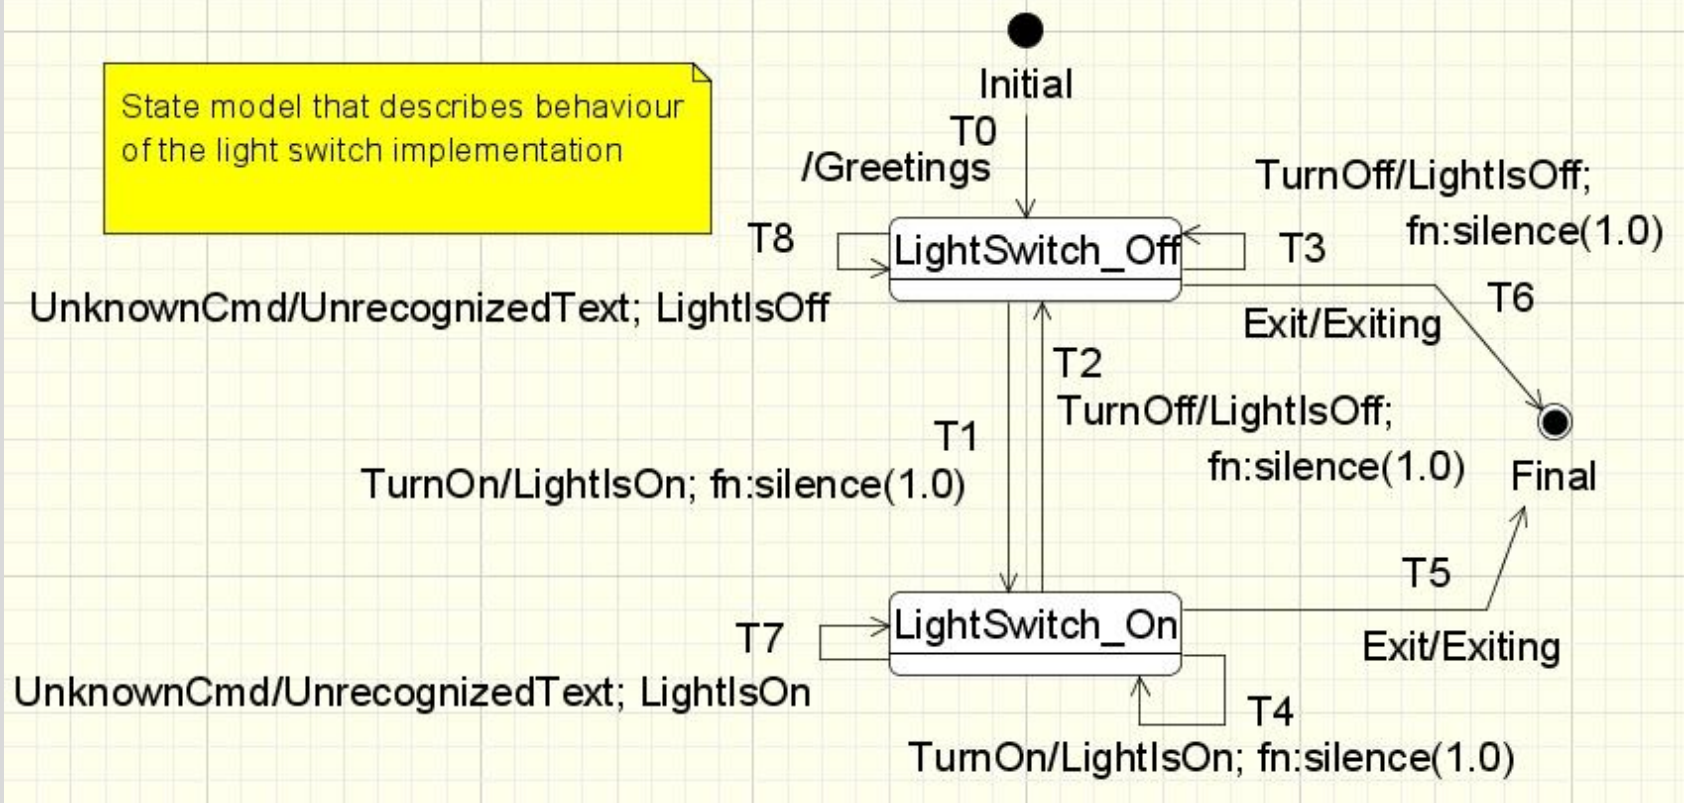 State model that describes behaviour
of the light switch implementation
Initial
T0
/Greetings
TurnOff/LightIsOff;
fn:silence(1.0)
T8
LightSwitch_Off
T3
UnknownCmd/UnrecognizedText; LightIsOff
T6
Exit/Exiting
T2
TurnOff/LightIsOff;
fn:silence(1.0)
T1
TurnOn/LightIsOn; fn:silence(1.0)
Final
T5
LightSwitch_On
T7
Exit/Exiting
UnknownCmd/UnrecognizedText; LightIsOn
T4
TurnOn/LightIsOn; fn:silence(1.0)